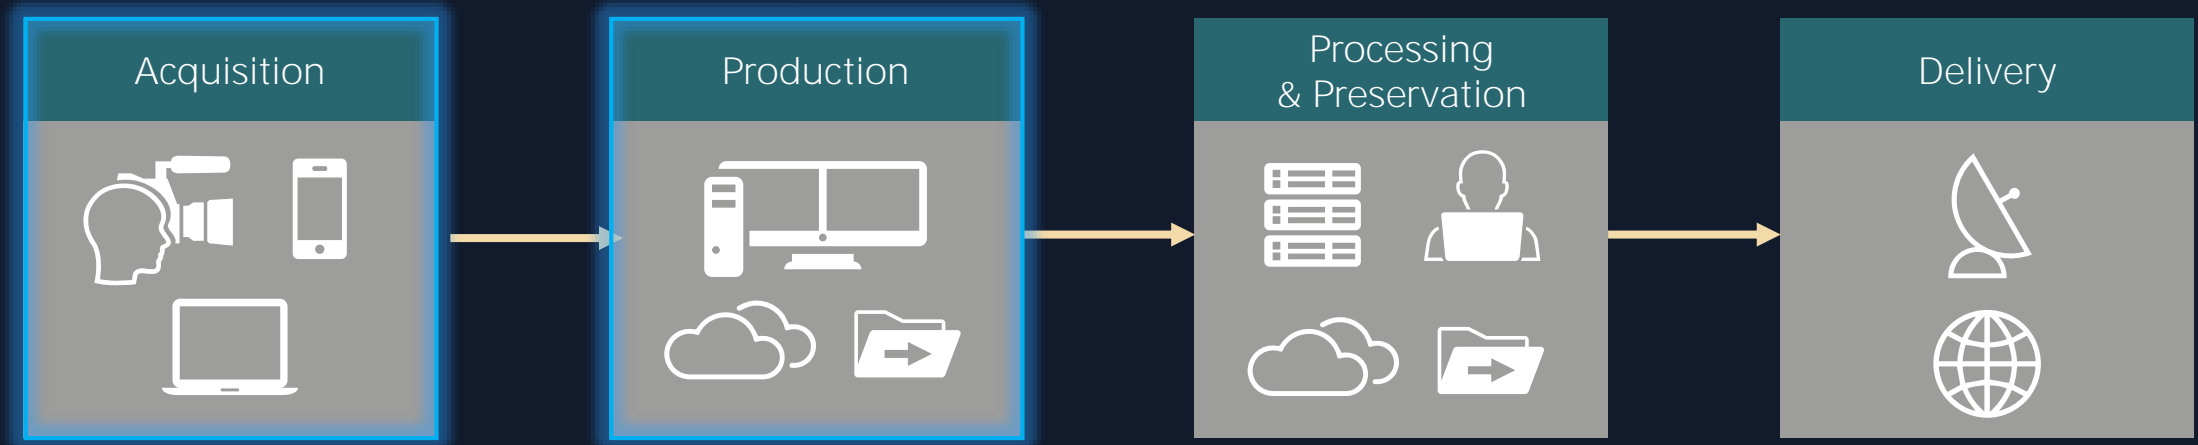 Acquisition
Production
Processing
& Preservation
Delivery